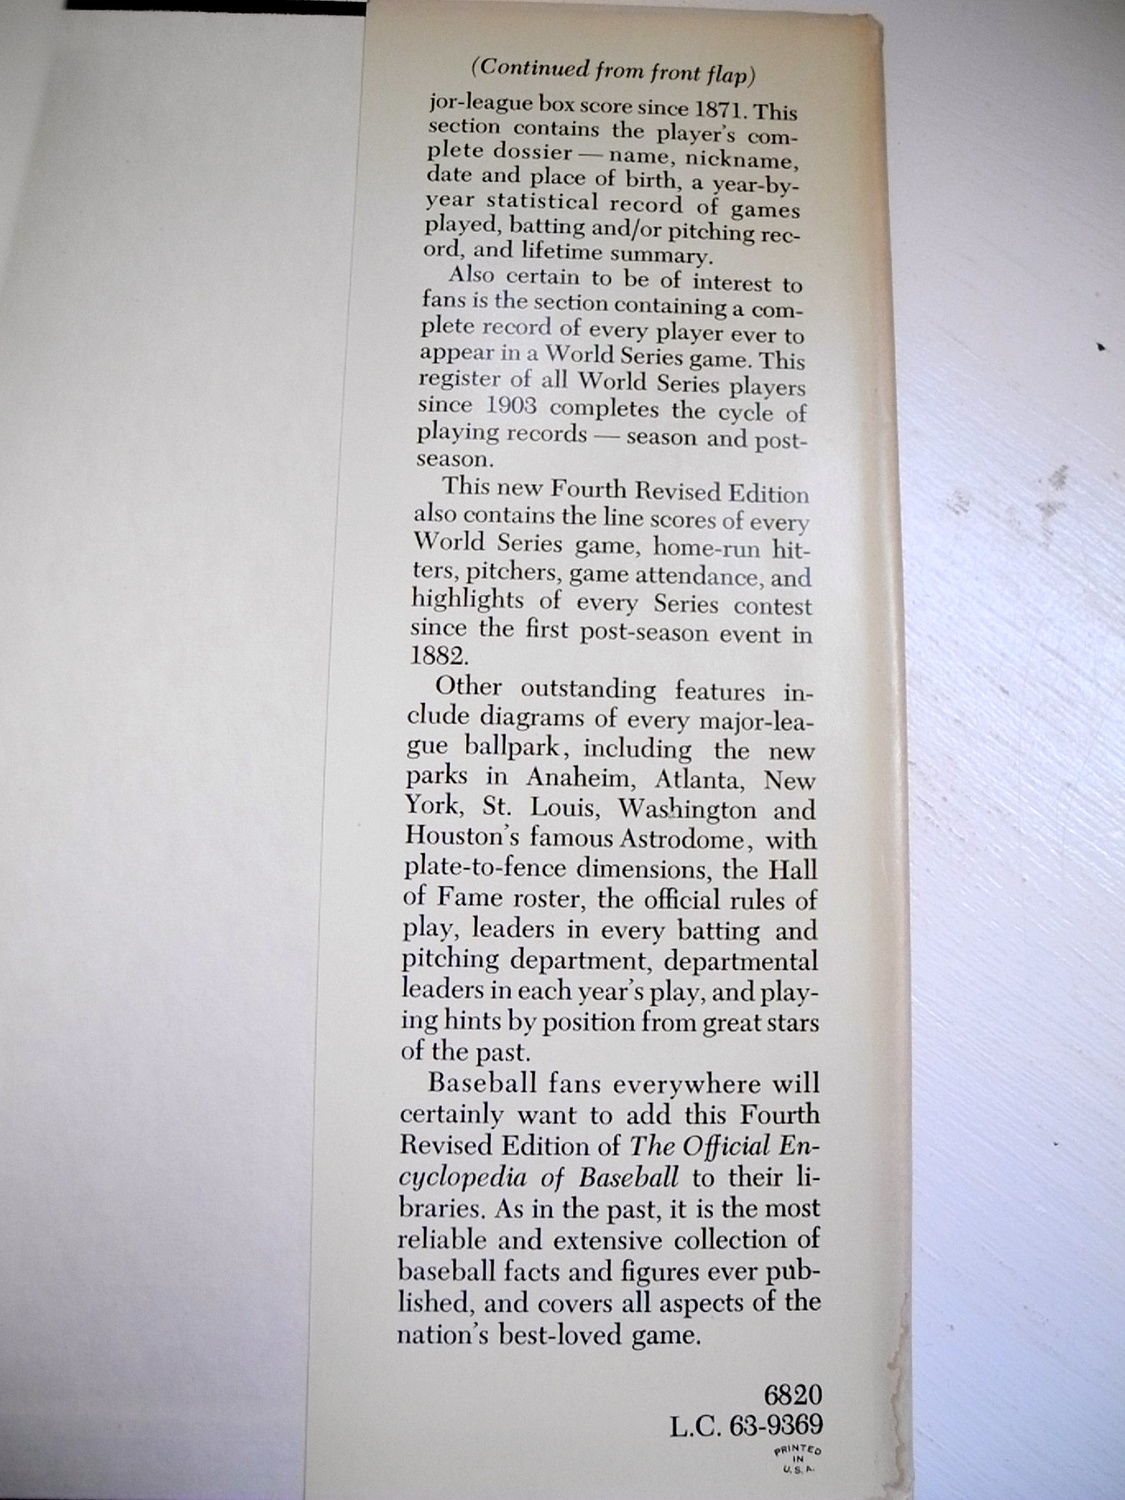 (Continued from front flap)
jor-league box score since 1871. This
section contains the player's com-
plete dossier — name, nickname,
date and place of birth, a year-by-
year statistical record of games
played, batting and/or pitching rec-
ord, and lifetime summary.
Also certain to be of interest to
fans is the section containing a com-
plete record of every player ever to
appear in a World Series game. This
register of all World Series players
since 1903 completes the cycle of
playing records — season and post-
season.
This new Fourth Revised Edition
also contains the line scores of every
World Series game, home-run hit-
ters, pitchers, game attendance, and
highlights of every Series contest
since the first post-season event in
1882.
Other outstanding features in-
clude diagrams of every major-lea-
gue ballpark, including the new
parks in Anaheim, Atlanta, New
York, St. Louis, Washington and
Houston's famous Astrodome, with
plate-to-fence dimensions, the Hall
of Fame roster, the official rules of
play, leaders in every batting and
pitching department, departmental
leaders in each year's play, and play-
ing hints by position from great stars
of the past.
Baseball fans everywhere will
certainly want to add this Fourth
Revised Edition of The Official En-
cyclopedia of Baseball to their li-
braries. As in the past, it is the most
reliable and extensive collection of
baseball facts and figures ever pub-
lished, and covers all aspects of the
nation's best-loved game.
6820
L.C. 63-9369
PRINTED
IN
U.S.A.